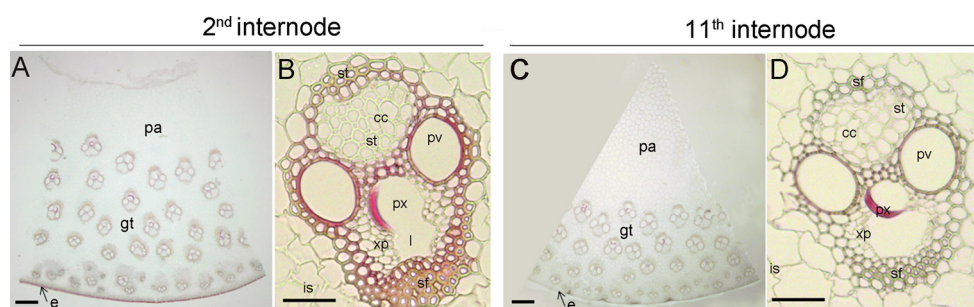 2nd internode
11th internode
A
pa
gt
e
B
st
cc
st
pv
px
xp
l
is
sf
C
pa
gt
e
D
sf
st
cc
pv
px
xp
is
sf